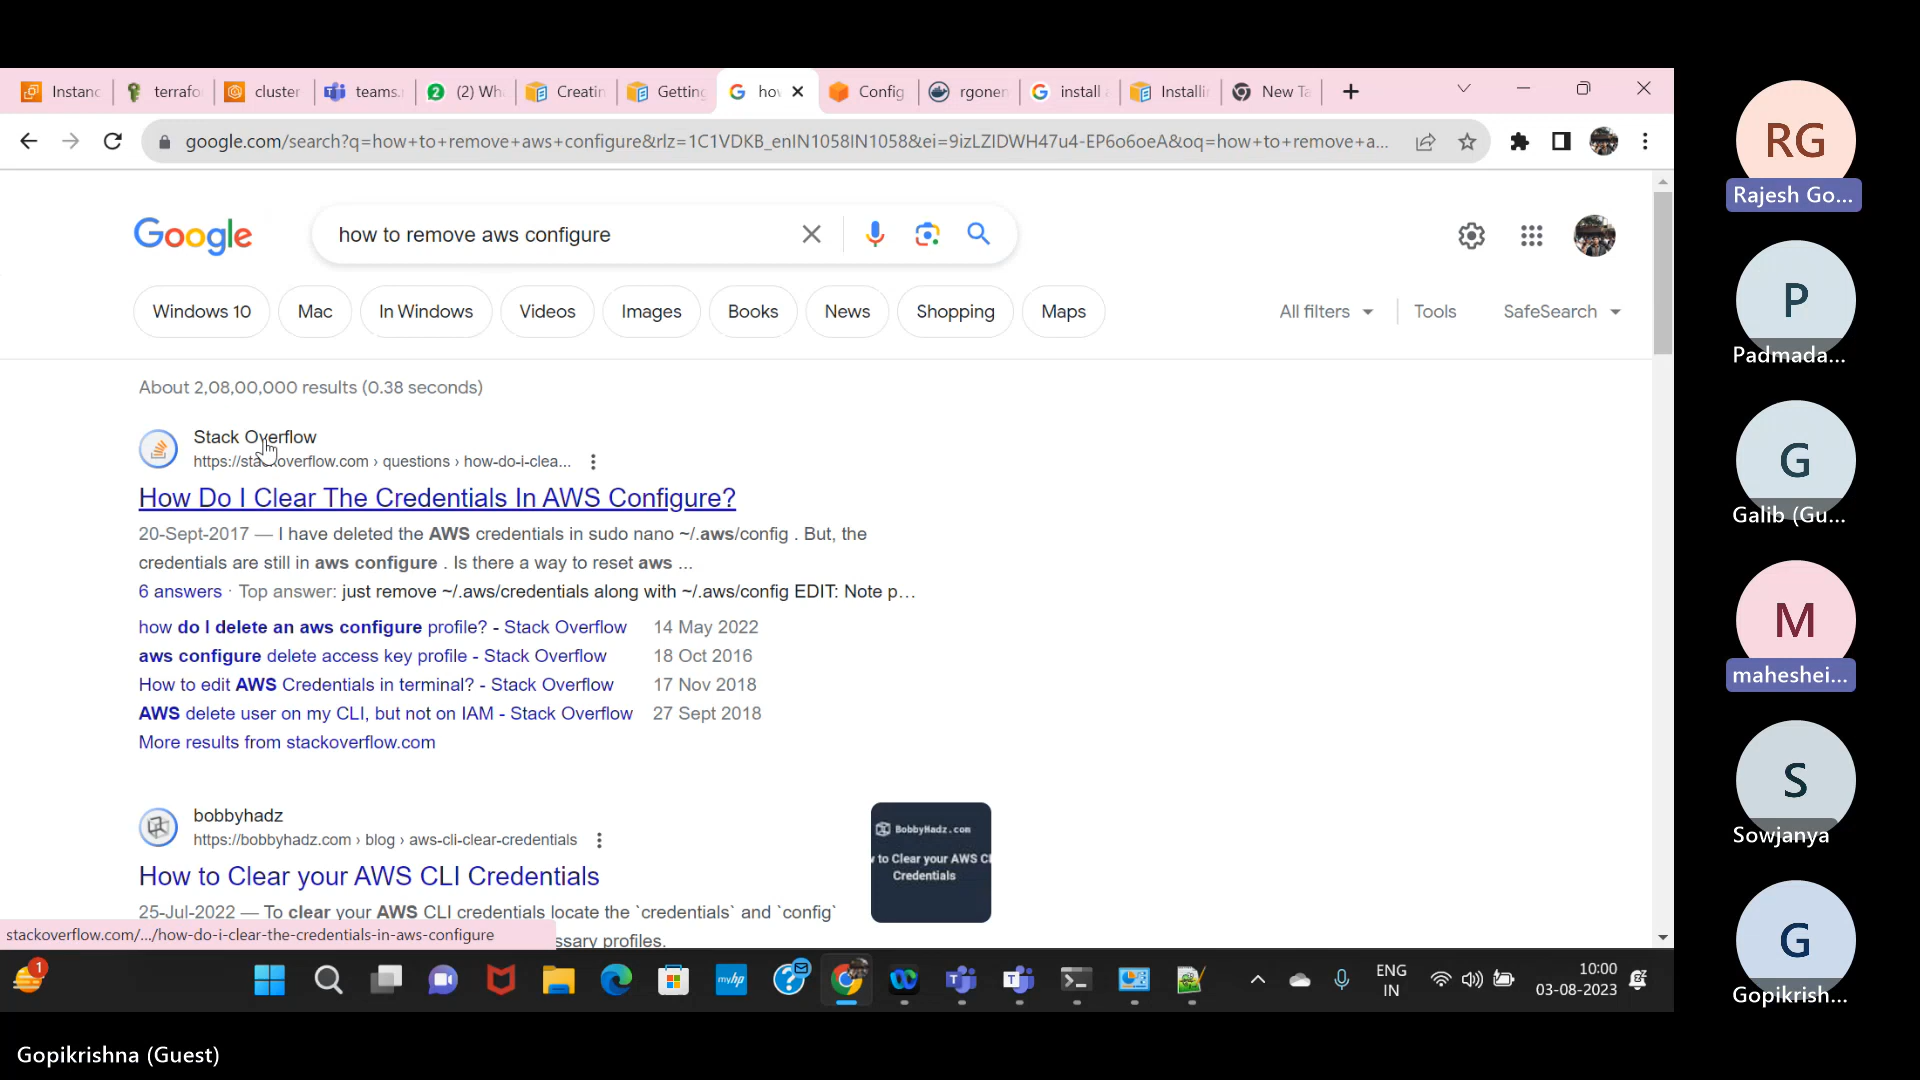 Instanc
terrafo
cluster
teams.
(2) Wh
Creatin
Getting
how
Config
rgonen
install
Installi
New Ta
google.com/search?q=how+to+remove+aws+configure&rlz=1C1VDKB_enIN1058IN1058&ei=9izLZIDWH47u4-EP6o6oeA&oq=how+to+remove+a...
Google
how to remove aws configure
Windows 10
Mac
In Windows
Videos
Images
Books
News
Shopping
Maps
All filters
Tools
SafeSearch
About 2,08,00,000 results (0.38 seconds)
Stack Overflow
https://stackoverflow.com › questions › how-do-i-clea...
How Do I Clear The Credentials In AWS Configure?
20-Sept-2017 — I have deleted the AWS credentials in sudo nano ~/.aws/config . But, the
credentials are still in aws configure . Is there a way to reset aws ...
6 answers · Top answer: just remove ~/.aws/credentials along with ~/.aws/config EDIT: Note p...
how do I delete an aws configure profile? - Stack Overflow 14 May 2022
aws configure delete access key profile - Stack Overflow 18 Oct 2016
How to edit AWS Credentials in terminal? - Stack Overflow 17 Nov 2018
AWS delete user on my CLI, but not on IAM - Stack Overflow 27 Sept 2018
More results from stackoverflow.com
bobbyhadz
https://bobbyhadz.com › blog › aws-cli-clear-credentials
How to Clear your AWS CLI Credentials
25-Jul-2022 — To clear your AWS CLI credentials locate the `credentials` and `config`
ssary profiles.
BobbyHadz.com
to Clear your AWS CL
Credentials
stackoverflow.com/.../how-do-i-clear-the-credentials-in-aws-configure
1
myhp
ENG
IN
10:00
03-08-2023
RG
Rajesh Go...
P
Padmada...
G
Galib (Gu...
M
maheshei...
S
Sowjanya
G
Gopikrish...
Gopikrishna (Guest)